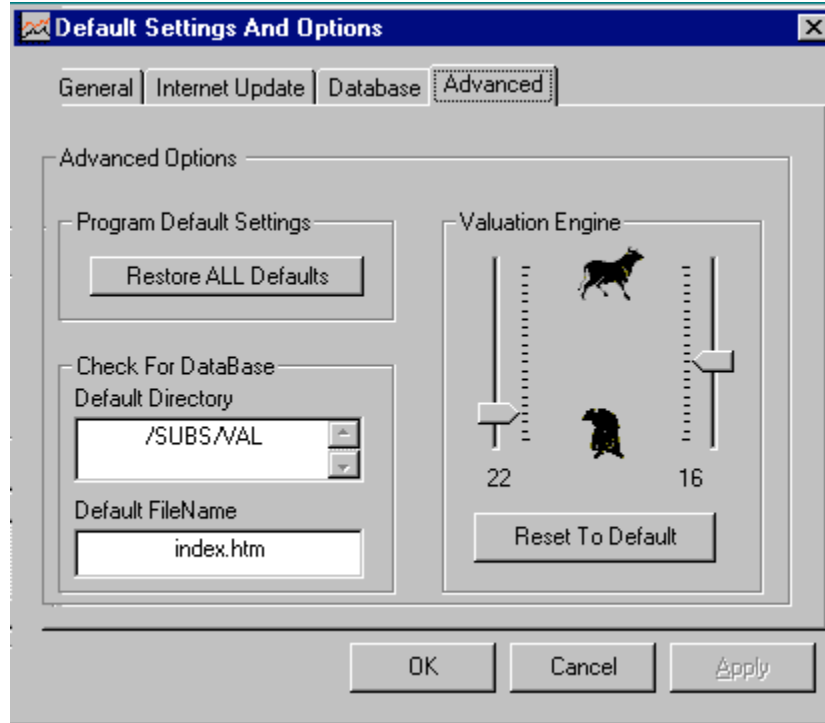 Default Settings And Options
General
Internet Update
Database
Advanced
Advanced Options
Program Default Settings
Restore ALL Defaults
Check For DataBase
Default Directory
/SUBS/VAL
Default FileName
index.htm
Valuation Engine
22
16
Reset To Default
OK
Cancel
Apply